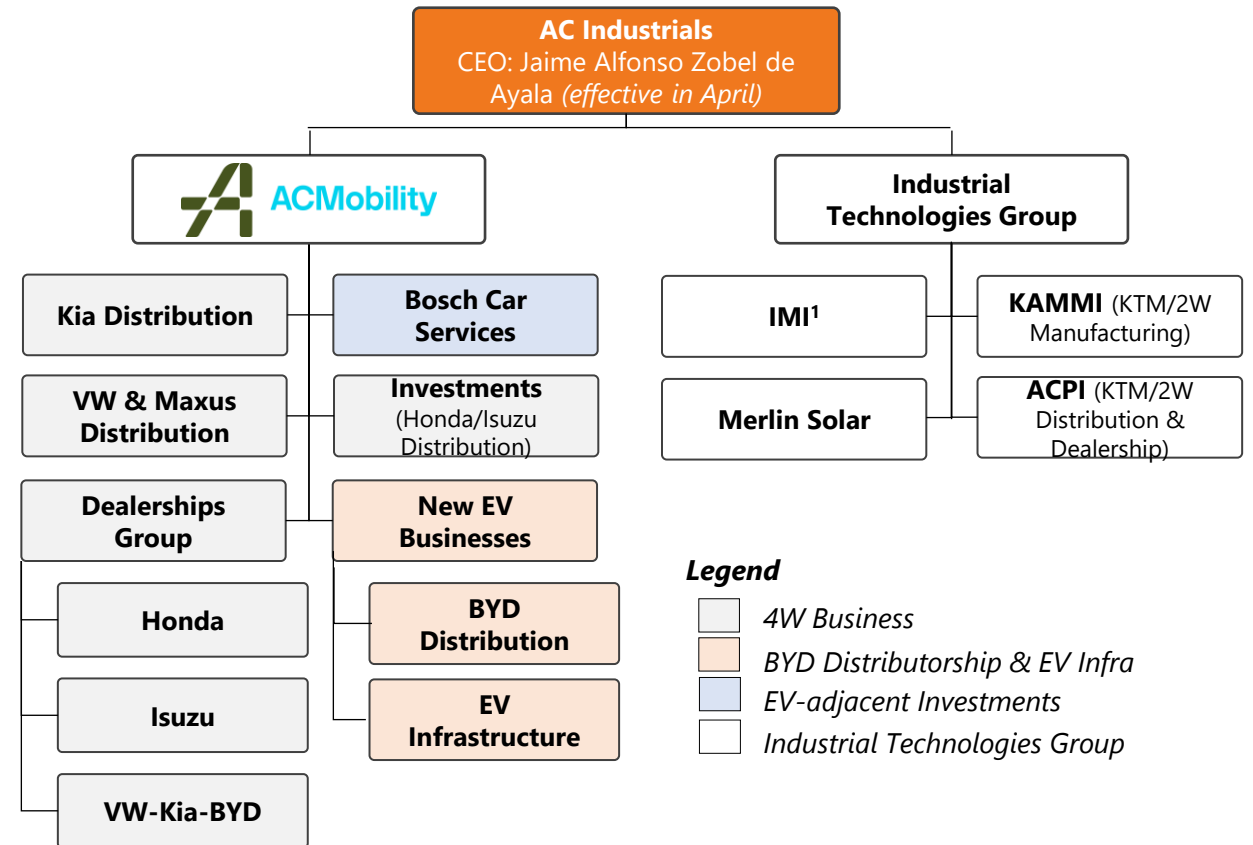 AC Industrials
CEO: Jaime Alfonso Zobel de
Ayala (effective in April)
ACMobility
Industrial
Technologies Group
Kia Distribution
Bosch Car
Services
VW & Maxus
Distribution
Investments
(Honda/Isuzu
Distribution)
Dealerships
Group
New EV
Businesses
Honda
Isuzu
VW-Kia-BYD
BYD
Distribution
EV
Infrastructure
IMI¹
KAMMI (KTM/2W
Manufacturing)
Merlin Solar
ACPI (KTM/2W
Distribution &
Dealership)
Legend
4W Business
BYD Distributorship & EV Infra
EV-adjacent Investments
Industrial Technologies Group